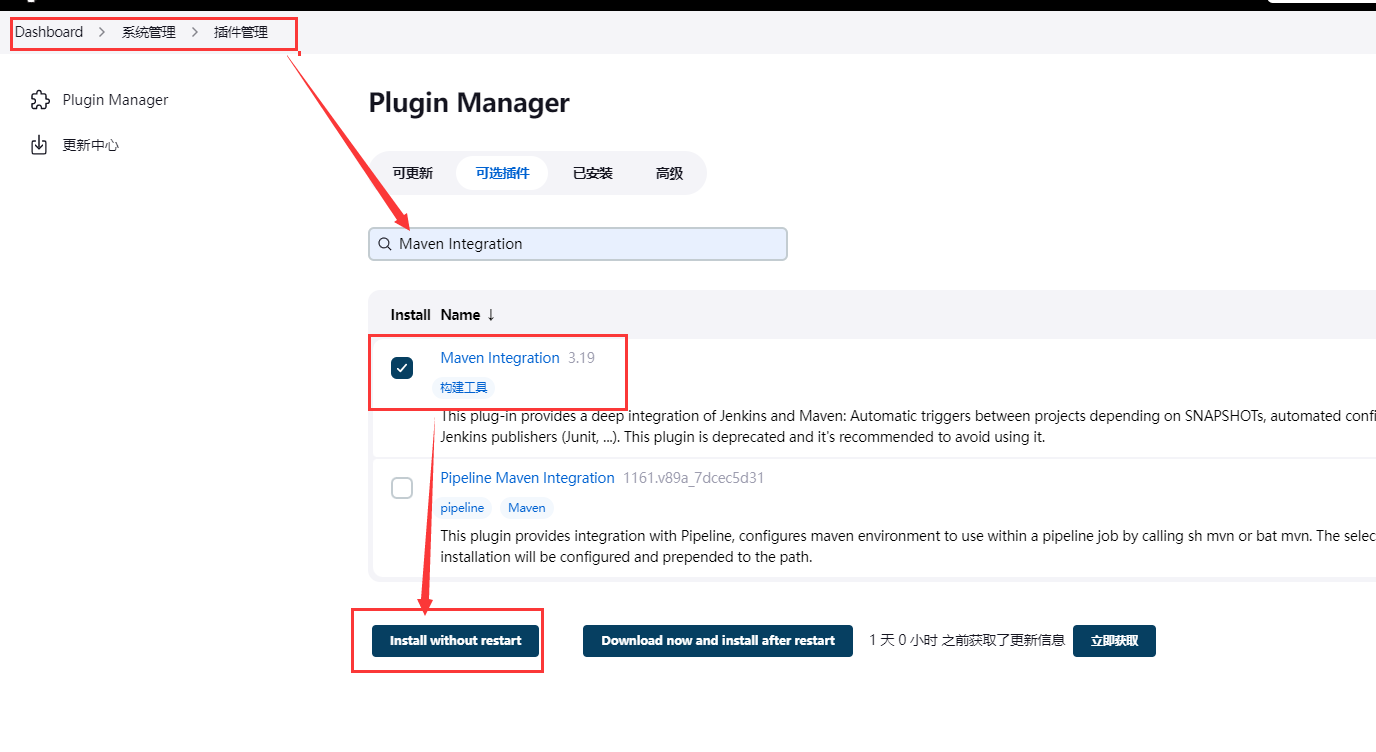 Dashboard > 系统管理 > 插件管理
Plugin Manager
更新中心
Plugin Manager
可更新 可选插件 已安装 高级
Maven Integration
Install Name ↓
Maven Integration 3.19
构建工具
This plug-in provides a deep integration of Jenkins and Maven: Automatic triggers between projects depending on SNAPSHOTs, automated confi
Jenkins publishers (Junit, ...). This plugin is deprecated and it's recommended to avoid using it.
Pipeline Maven Integration 1161.v89a_7dcec5d31
pipeline Maven
This plugin provides integration with Pipeline, configures maven environment to use within a pipeline job by calling sh mvn or bat mvn. The selec
installation will be configured and prepended to the path.
Install without restart Download now and install after restart 1 天 0 小时 之前获取了更新信息 立即获取